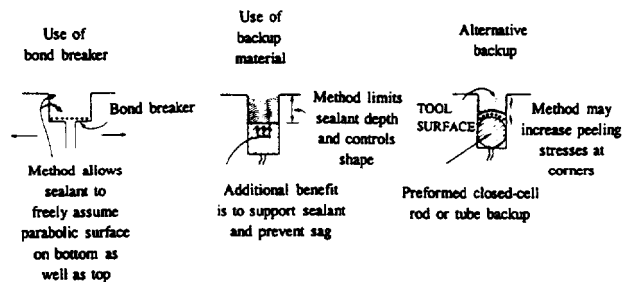 Use of
bond breaker
Bond breaker
Method allows
sealant to
freely assume
parabolic surface
on bottom as
well as top
Use of
backup
material
Method limits
sealant depth
and controls
shape
Additional benefit
is to support sealant
and prevent sag
Alternative
backup
TOOL
SURFACE
Method may
increase peeling
stresses at
corners
Preformed closed-cell
rod or tube backup